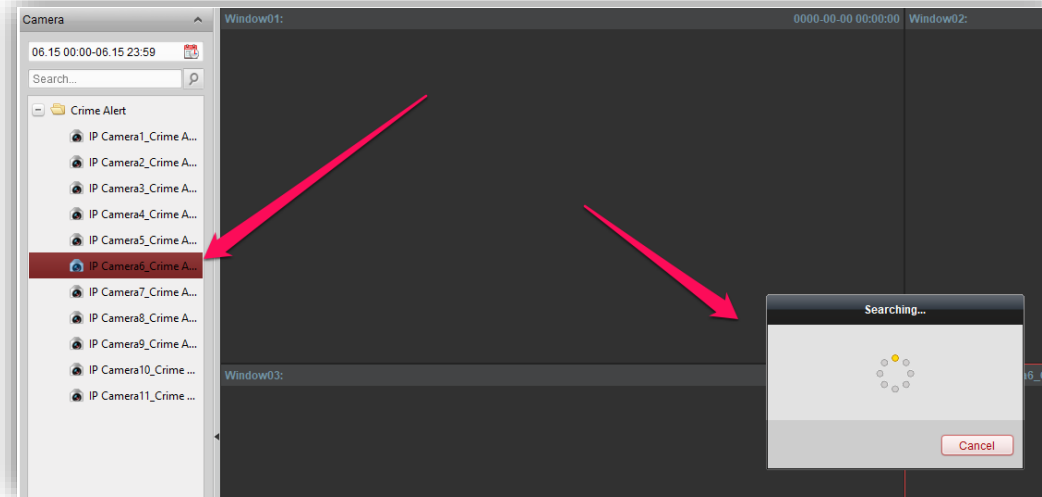 Camera
06.15 00:00-06.15 23:59
Search...
Crime Alert
IP Camera1_Crime A...
IP Camera2_Crime A...
IP Camera3_Crime A...
IP Camera4_Crime A...
IP Camera5_Crime A...
IP Camera6_Crime A...
IP Camera7_Crime A...
IP Camera8_Crime A...
IP Camera9_Crime A...
IP Camera10_Crime ...
IP Camera11_Crime ...
Window01: 0000-00-00 00:00:00
Window02:
Window03:
Searching...
Cancel